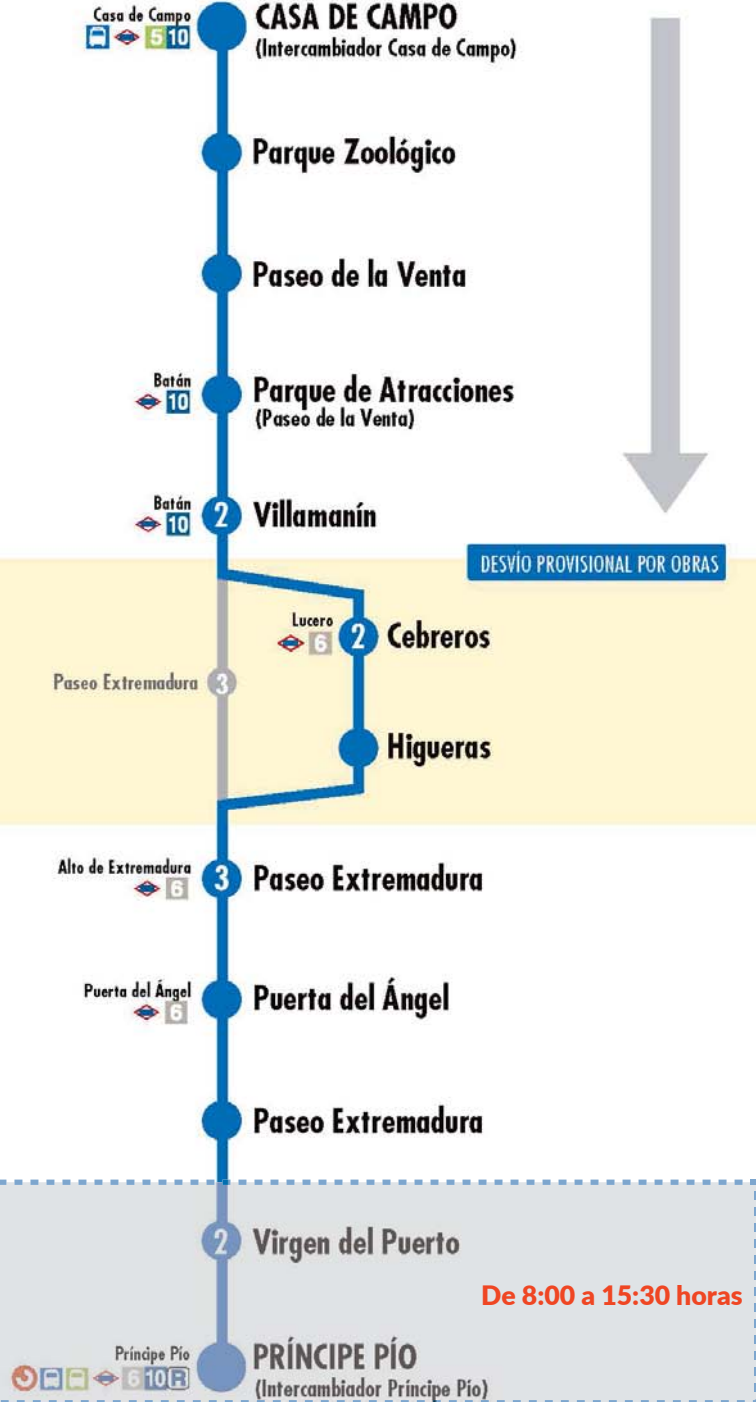 Casa de Campo
5 10
CASA DE CAMPO
(Intercambiador Casa de Campo)
Parque Zoológico
Paseo de la Venta
Batán
10
Parque de Atracciones
(Paseo de la Venta)
Batán
10
2
Villamanín
DESVÍO PROVISIONAL POR OBRAS
Lucero
6
2
Cebreros
Paseo Extremadura
3
Higueras
Alto de Extremadura
6
3
Paseo Extremadura
Puerta del Ángel
6
Puerta del Ángel
Paseo Extremadura
2
Virgen del Puerto
De 8:00 a 15:30 horas
Príncipe Pío
6 10 R
PRÍNCIPE PÍO
(Intercambiador Príncipe Pío)